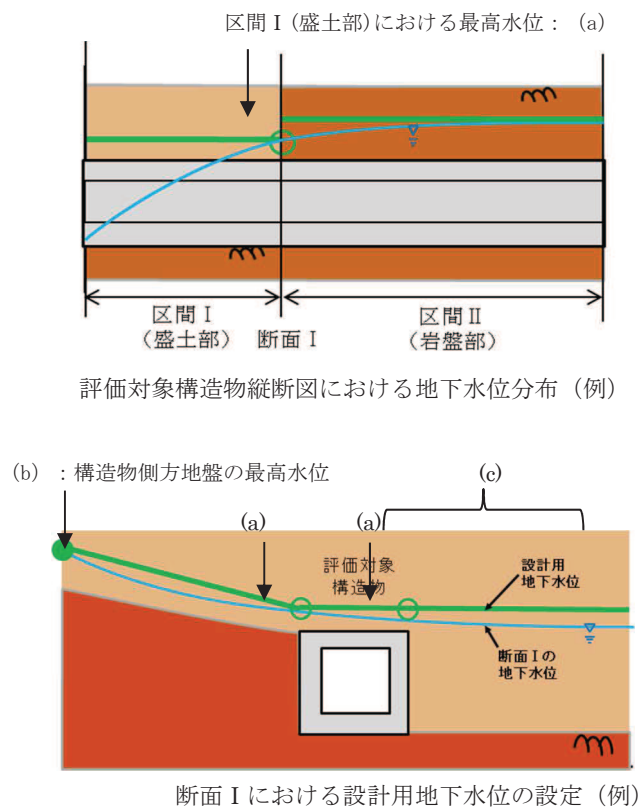 区間Ⅰ(盛土部)における最高水位：(a)
区間Ⅰ
(盛土部)
断面Ⅰ
区間Ⅱ
(岩盤部)
評価対象構造物縦断図における地下水位分布（例）
(b) ：構造物側方地盤の最高水位
(c)
(a)
(a)
評価対象
構造物
設計用
地下水位
断面Ⅰの
地下水位
断面Ⅰにおける設計用地下水位の設定（例）